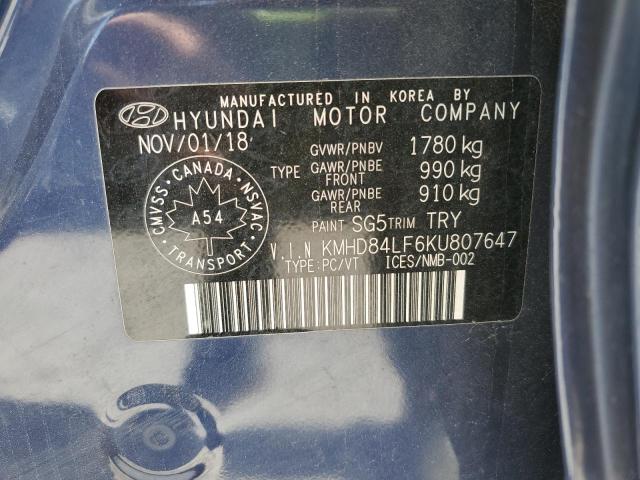 MANUFACTURED IN KOREA BY
HYUNDAI MOTOR COMPANY
NOV/01/18
GVWR/PNBV 1780 kg
TYPE GAWR/PNBE FRONT 990 kg
GAWR/PNBE REAR 910 kg
CMVSS · CANADA · NSVAC
A54
PAINT SG5 TRIM TRY
V.I.N KMHD84LF6KU807647
TYPE:PC/VT ICES/NMB-002